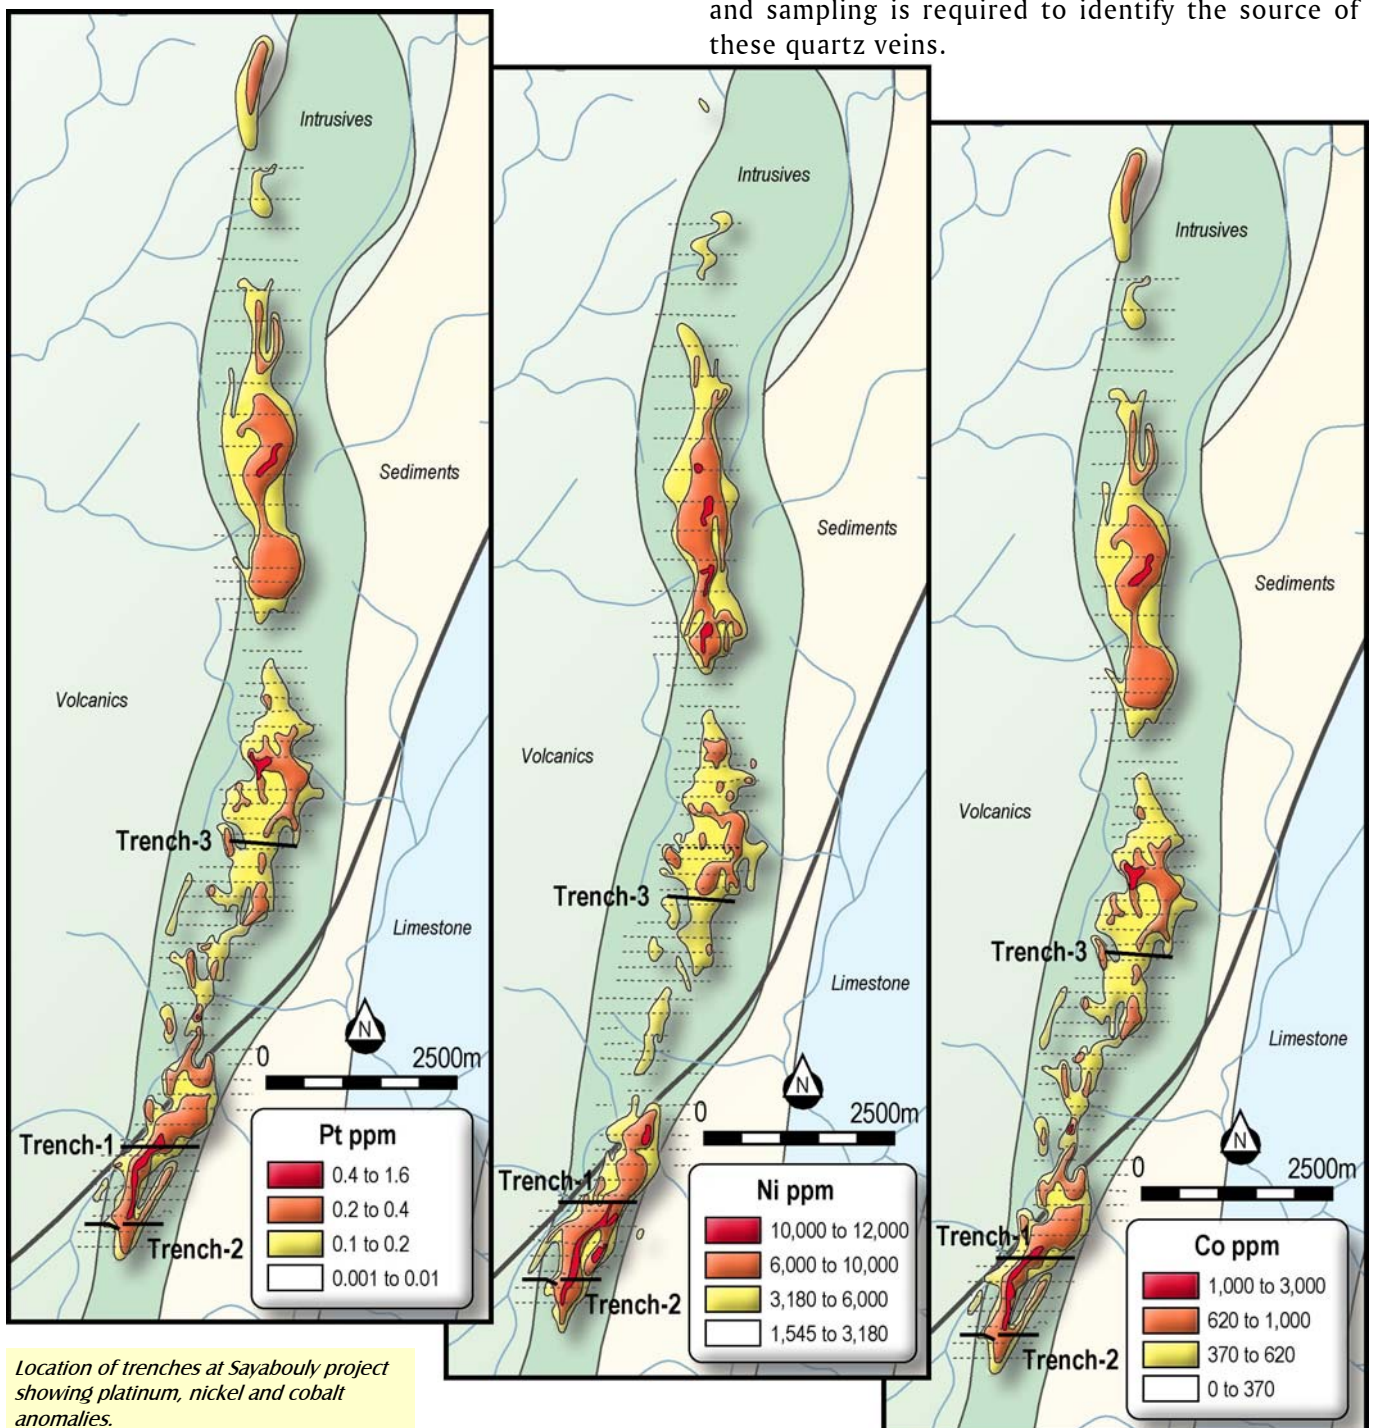 and sampling is required to identify the source of
these quartz veins.
Intrusives
Sediments
Volcanics
Trench-3
Limestone
N
0 2500m
Trench-1
Trench-2
Pt ppm
0.4 to 1.6
0.2 to 0.4
0.1 to 0.2
0.001 to 0.01
Intrusives
Sediments
Volcanics
Trench-3
Limestone
N
0 2500m
Trench-1
Trench-2
Ni ppm
10,000 to 12,000
6,000 to 10,000
3,180 to 6,000
1,545 to 3,180
Intrusives
Sediments
Volcanics
Trench-3
Limestone
N
0 2500m
Trench-1
Trench-2
Co ppm
1,000 to 3,000
620 to 1,000
370 to 620
0 to 370
Location of trenches at Sayabouly project
showing platinum, nickel and cobalt
anomalies.